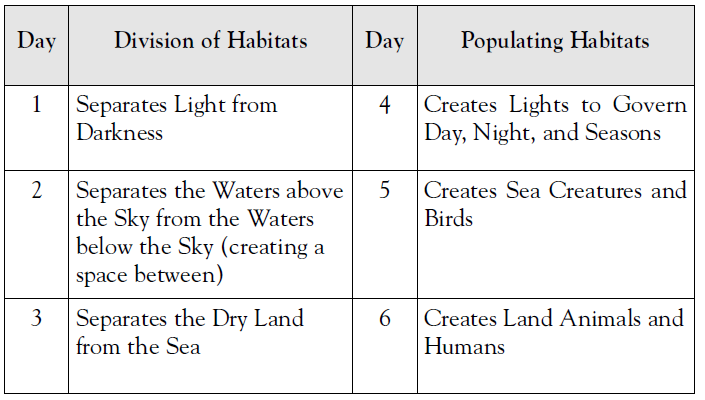 Day
Division of Habitats
Day
Populating Habitats
1
Separates Light from
Darkness
4
Creates Lights to Govern
Day, Night, and Seasons
2
Separates the Waters above
the Sky from the Waters
below the Sky (creating a
space between)
5
Creates Sea Creatures and
Birds
3
Separates the Dry Land
from the Sea
6
Creates Land Animals and
Humans